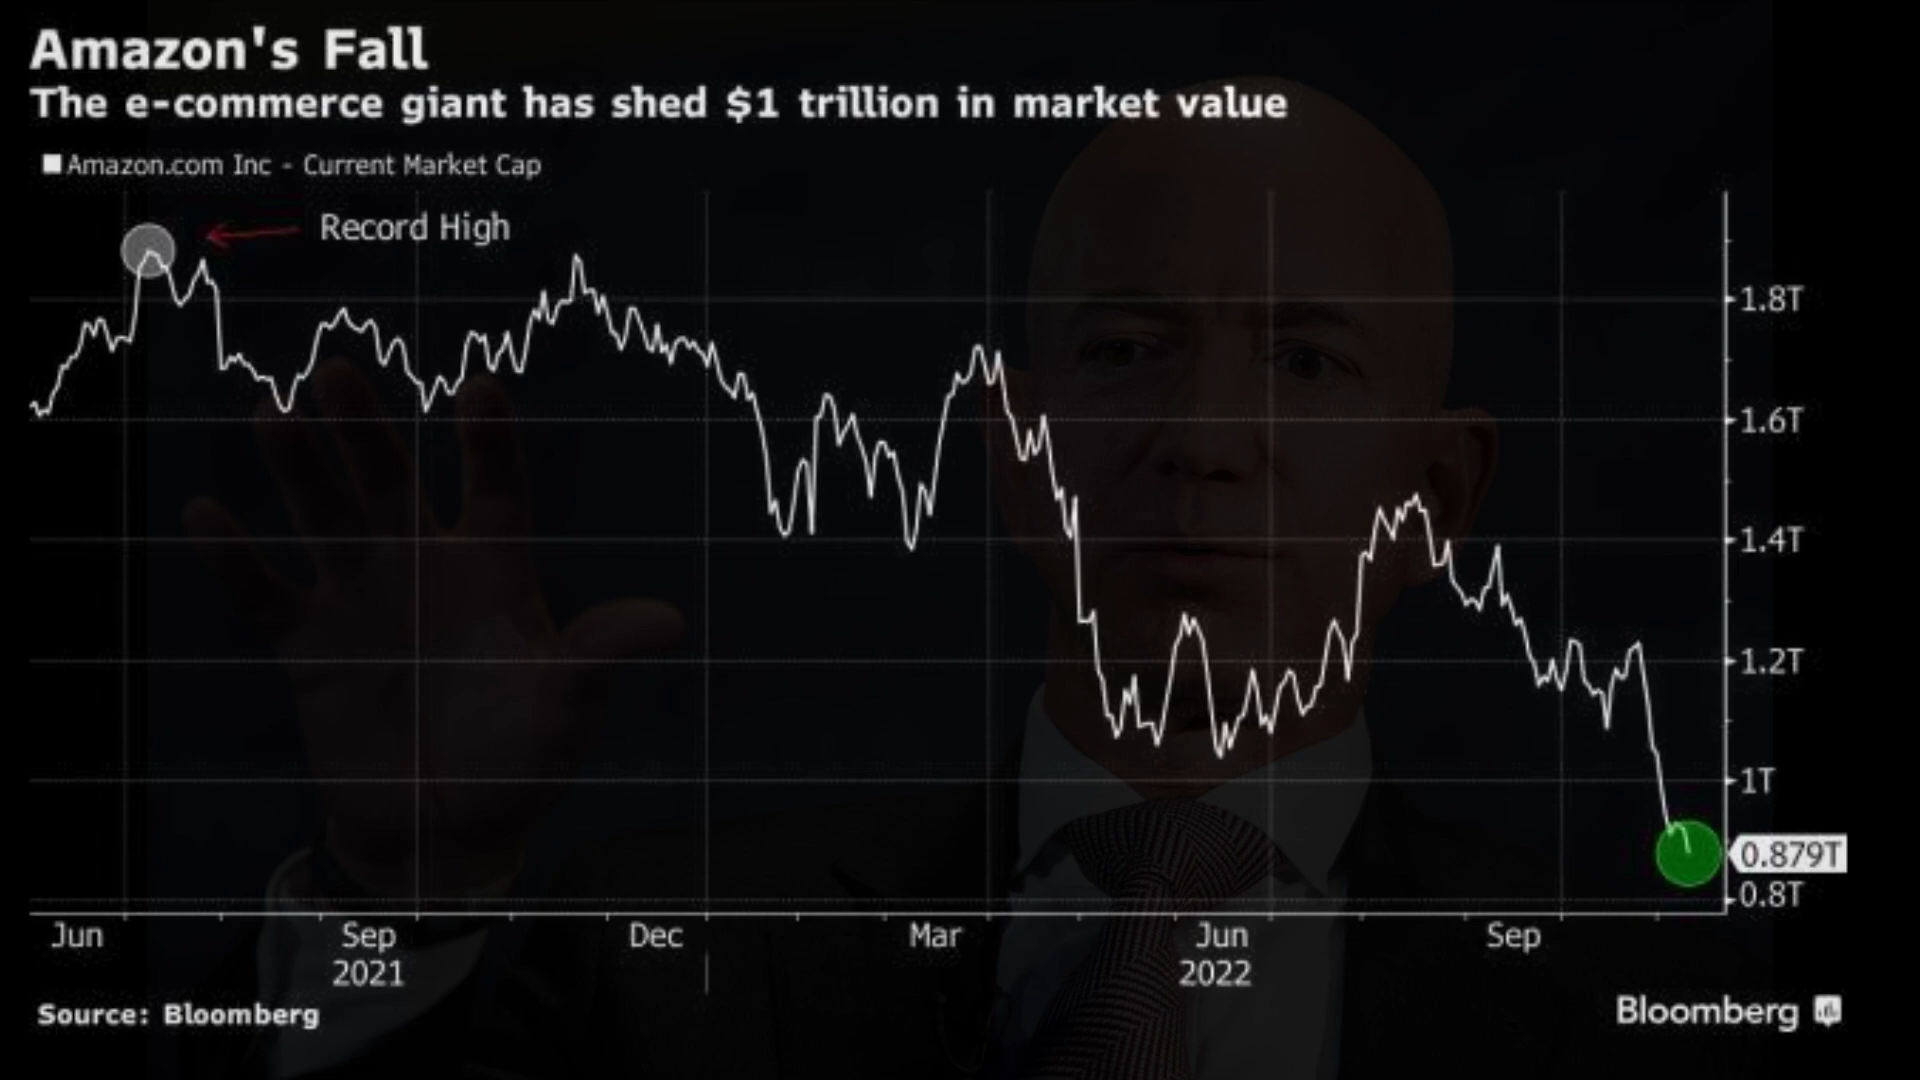 Amazon's Fall
The e-commerce giant has shed $1 trillion in market value
Amazon.com Inc - Current Market Cap
Record High
1.8T
1.6T
1.4T
1.2T
1T
0.879T
0.8T
Jun Sep Dec Mar Jun Sep
2021 2022
Source: Bloomberg
Bloomberg